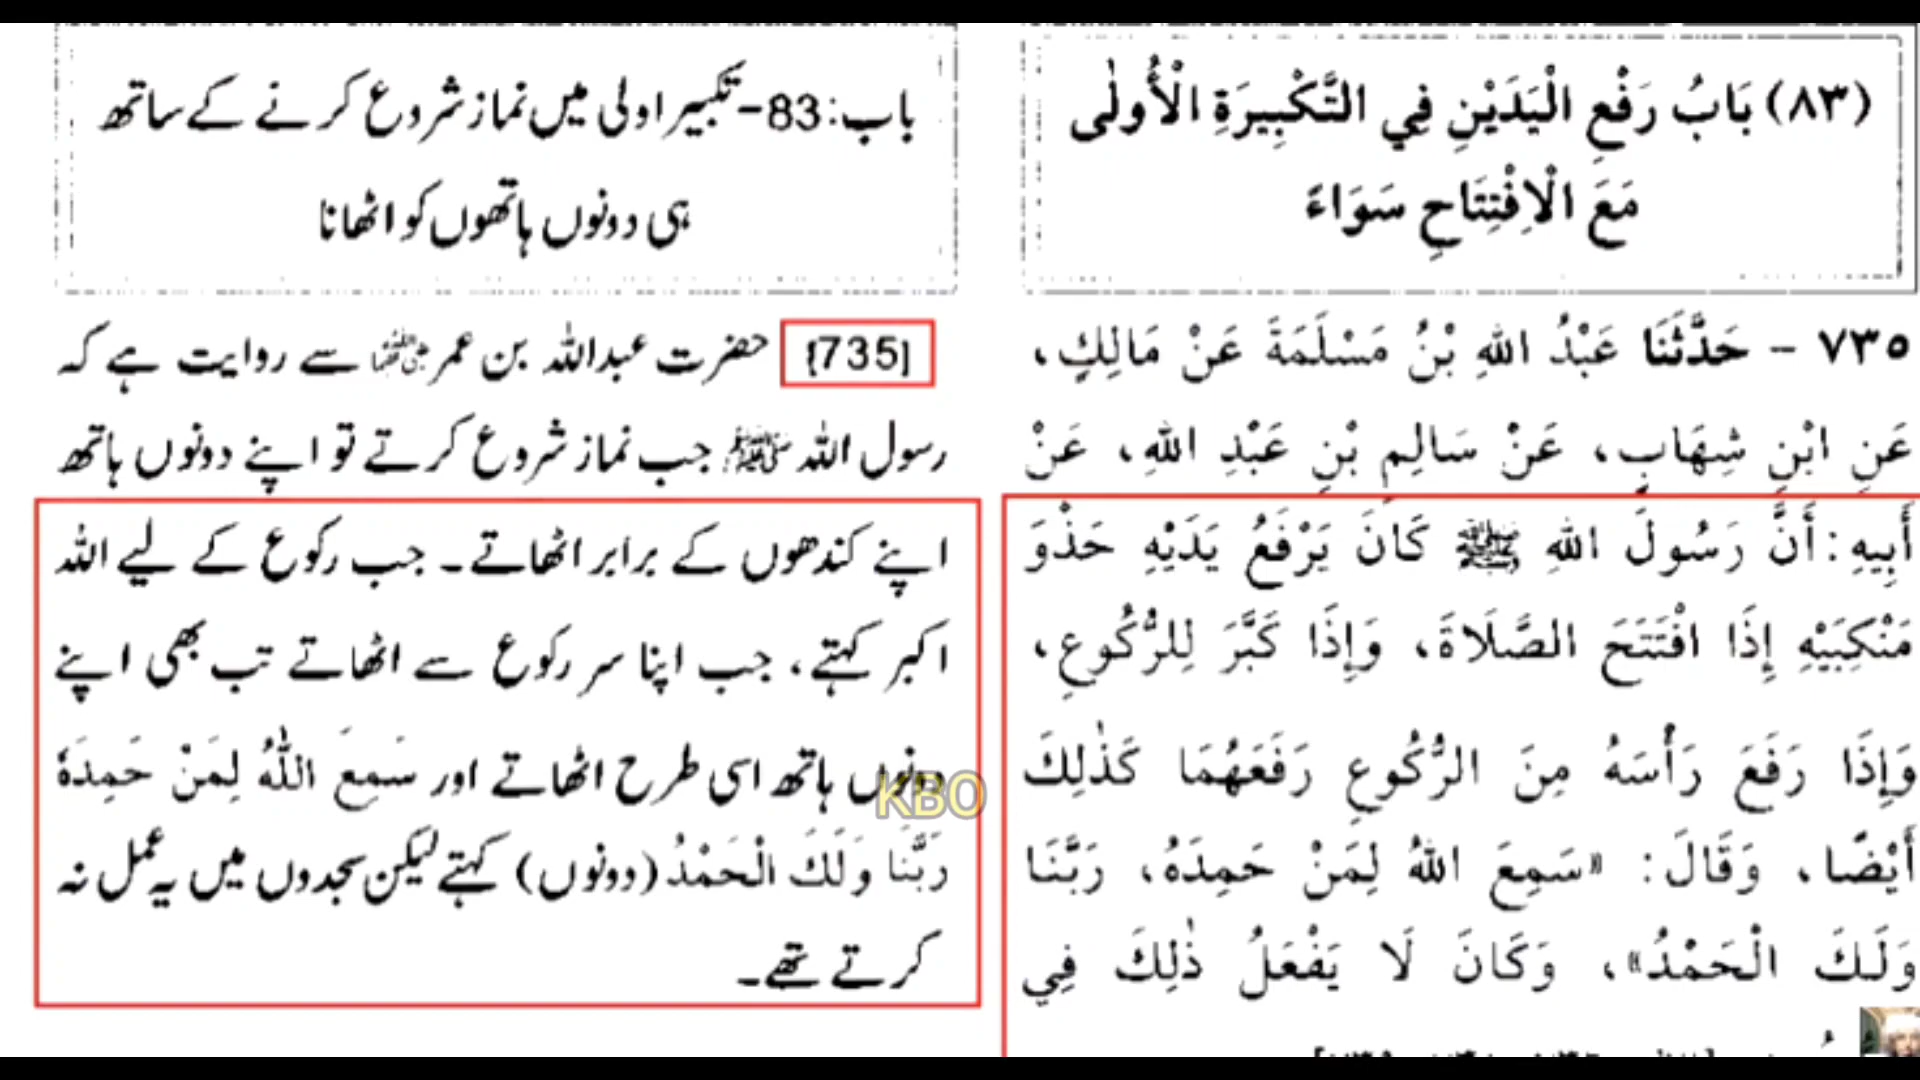 (٨٣) بَابُ رَفْعِ الْيَدَيْنِ فِي التَّكْبِيرَةِ الْأُولٰى
مَعَ الْاِفْتِتَاحِ سَوَاءً
٧٣٥ - حَدَّثَنَا عَبْدُ اللهِ بْنُ مَسْلَمَةَ عَنْ مَالِكٍ،
عَنِ ابْنِ شِهَابٍ، عَنْ سَالِمِ بْنِ عَبْدِ اللهِ، عَنْ
أَبِيهِ: أَنَّ رَسُولَ اللهِ ﷺ كَانَ يَرْفَعُ يَدَيْهِ حَذْوَ
مَنْكِبَيْهِ إِذَا افْتَتَحَ الصَّلَاةَ، وَإِذَا كَبَّرَ لِلرُّكُوعِ،
وَإِذَا رَفَعَ رَأْسَهُ مِنَ الرُّكُوعِ رَفَعَهُمَا كَذٰلِكَ
أَيْضًا، وَقَالَ: «سَمِعَ اللهُ لِمَنْ حَمِدَهُ، رَبَّنَا
وَلَكَ الْحَمْدُ»، وَكَانَ لَا يَفْعَلُ ذٰلِكَ فِي
باب:83-تکبیر اولی میں نماز شروع کرنے کے ساتھ
ہی دونوں ہاتھوں کو اٹھانا
[735} حضرت عبداللہ بن عمر رضی اللہ عنہما سے روایت ہے کہ
رسول اللہ ﷺ جب نماز شروع کرتے تو اپنے دونوں ہاتھ
اپنے کندھوں کے برابر اٹھاتے۔ جب رکوع کے لیے اللہ
اکبر کہتے، جب اپنا سر رکوع سے اٹھاتے تب بھی اپنے
دونوں ہاتھ اسی طرح اٹھاتے اور سَمِعَ اللّٰهُ لِمَنْ حَمِدَهٗ
رَبَّنَا وَلَكَ الْحَمْدُ (دونوں) کہتے لیکن سجدوں میں یہ عمل نہ
کرتے تھے۔
KBO